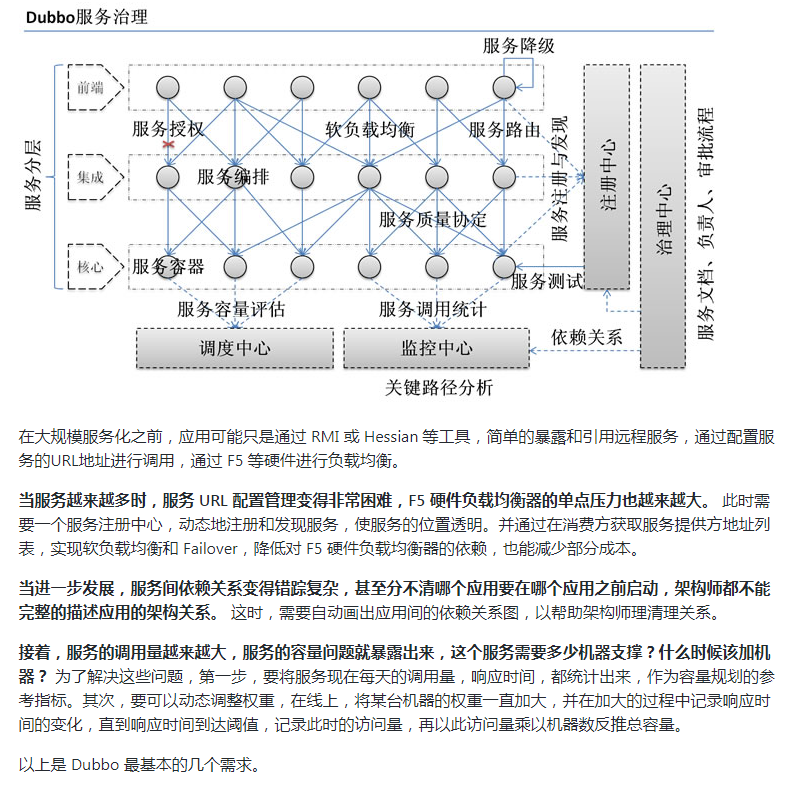 Dubbo服务治理
服务降级
前端
服务授权
软负载均衡
服务路由
服务分层
集成
服务编排
服务注册与发现
注册中心
治理中心
服务文档、负责人、审批流程
服务质量协定
核心
服务容器
服务测试
服务容量评估
服务调用统计
调度中心
监控中心
依赖关系
关键路径分析
在大规模服务化之前，应用可能只是通过 RMI 或 Hessian 等工具，简单的暴露和引用远程服务，通过配置服
务的URL地址进行调用，通过 F5 等硬件进行负载均衡。
当服务越来越多时，服务 URL 配置管理变得非常困难，F5 硬件负载均衡器的单点压力也越来越大。 此时需
要一个服务注册中心，动态地注册和发现服务，使服务的位置透明。并通过在消费方获取服务提供方地址列
表，实现软负载均衡和 Failover，降低对 F5 硬件负载均衡器的依赖，也能减少部分成本。
当进一步发展，服务间依赖关系变得错踪复杂，甚至分不清哪个应用要在哪个应用之前启动，架构师都不能
完整的描述应用的架构关系。 这时，需要自动画出应用间的依赖关系图，以帮助架构师理清理关系。
接着，服务的调用量越来越大，服务的容量问题就暴露出来，这个服务需要多少机器支撑？什么时候该加机
器？ 为了解决这些问题，第一步，要将服务现在每天的调用量，响应时间，都统计出来，作为容量规划的参
考指标。其次，要可以动态调整权重，在线上，将某台机器的权重一直加大，并在加大的过程中记录响应时
间的变化，直到响应时间到达阈值，记录此时的访问量，再以此访问量乘以机器数反推总容量。
以上是 Dubbo 最基本的几个需求。